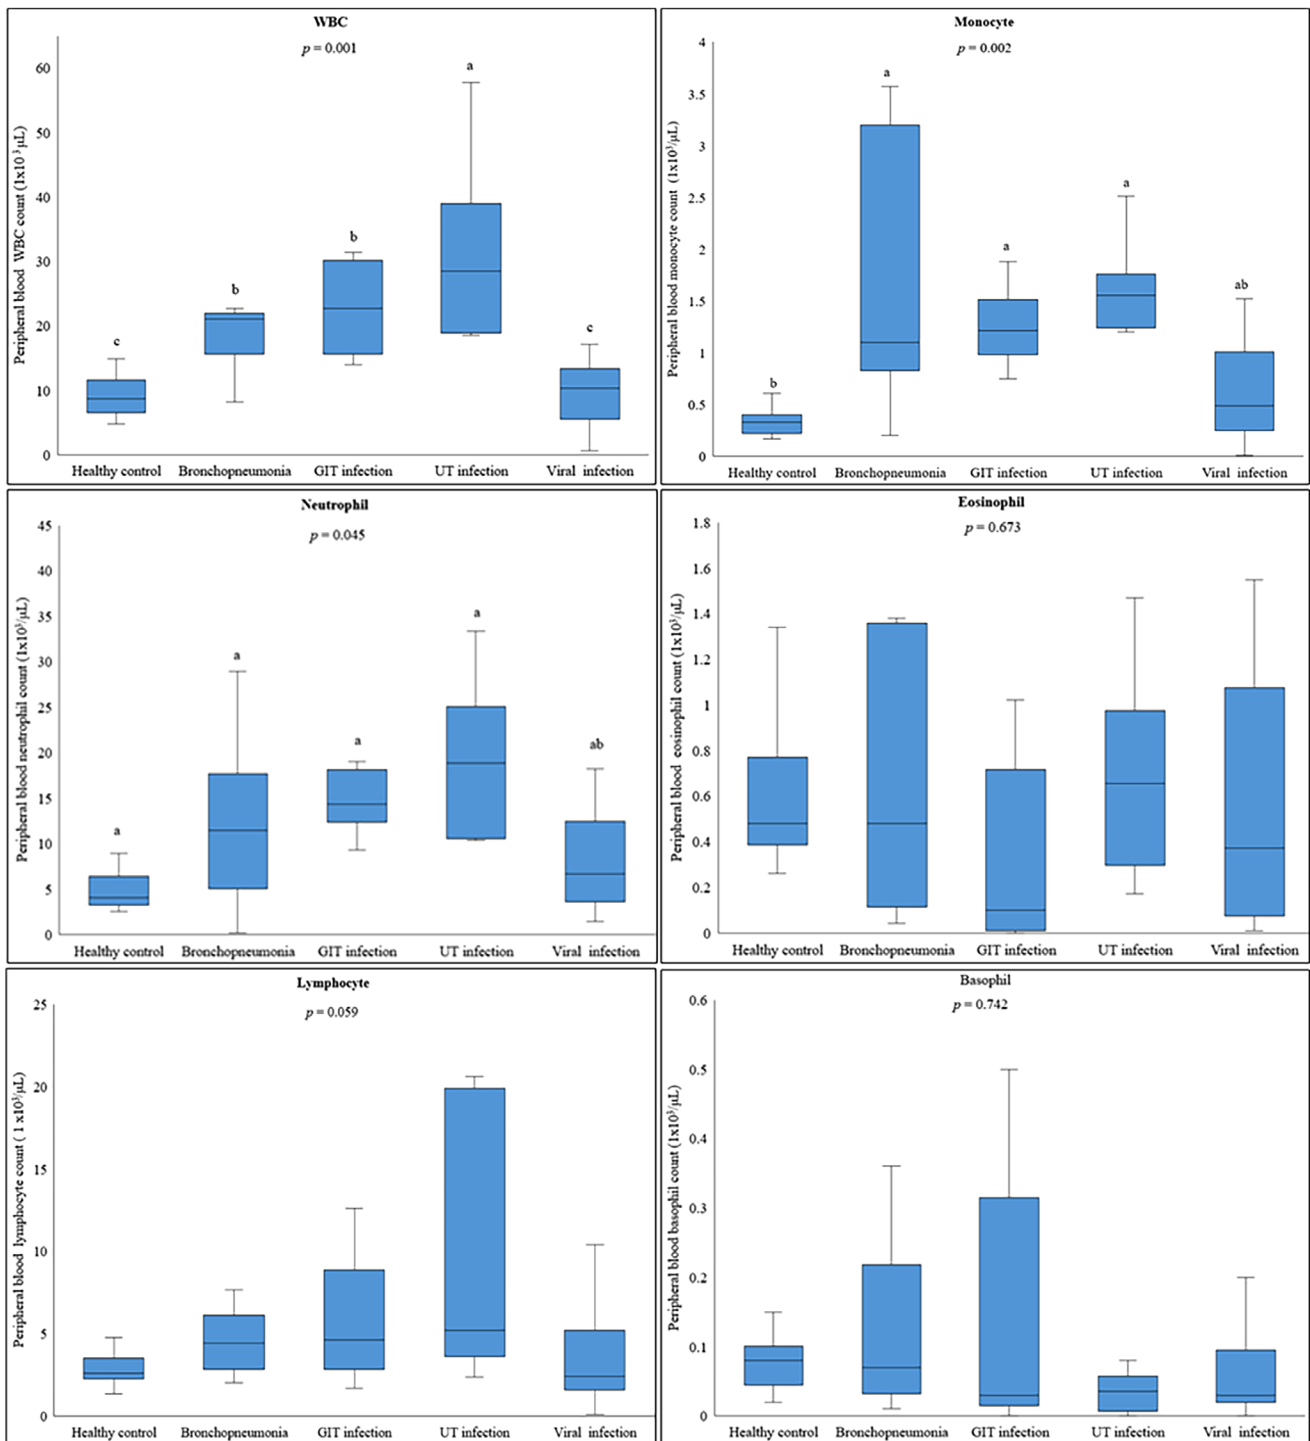 WBC
p = 0.001
Peripheral blood WBC count (1x10³ µL)
60
50
40
30
20
10
0
c
b
b
a
c
Healthy control
Bronchopneumonia
GIT infection
UT infection
Viral infection
Monocyte
p = 0.002
Peripheral blood monocyte count (1x10³/µL)
4
3.5
3
2.5
2
1.5
1
0.5
0
b
a
a
a
ab
Healthy control
Bronchopneumonia
GIT infection
UT infection
Viral infection
Neutrophil
p = 0.045
Peripheral blood neutrophil count (1x10³/µL)
45
40
35
30
25
20
15
10
5
0
a
a
a
a
ab
Healthy control
Bronchopneumonia
GIT infection
UT infection
Viral infection
Eosinophil
p = 0.673
Peripheral blood eosinophil count (1x10³/µL)
1.8
1.6
1.4
1.2
1
0.8
0.6
0.4
0.2
0
Healthy control
Bronchopneumonia
GIT infection
UT infection
Viral infection
Lymphocyte
p = 0.059
Peripheral blood lymphocyte count ( 1 x10³/µL)
25
20
15
10
5
0
Healthy control
Bronchopneumonia
GIT infection
UT infection
Viral infection
Basophil
p = 0.742
Peripheral blood basophil count (1x10³/µL)
0.6
0.5
0.4
0.3
0.2
0.1
0
Healthy control
Bronchopneumonia
GIT infection
UT infection
Viral infection